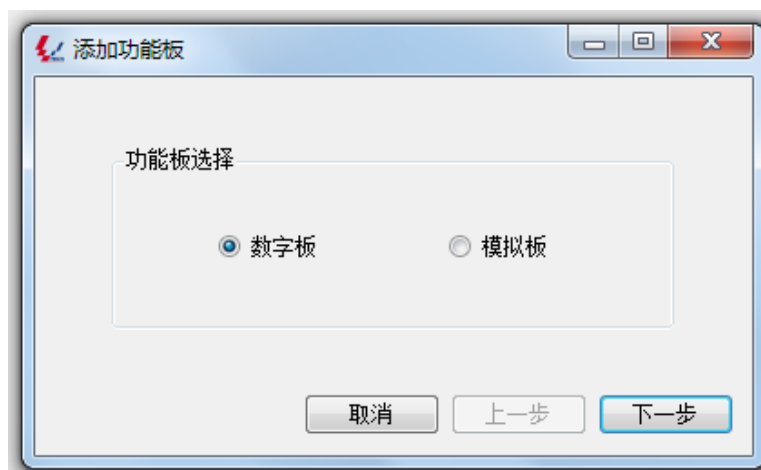 添加功能板
功能板选择
数字板 模拟板
取消 上一步 下一步